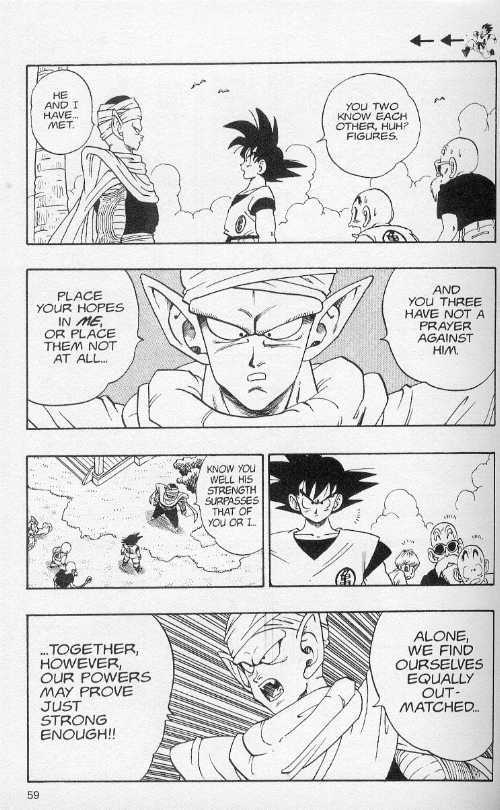 YOU TWO
KNOW EACH
OTHER, HUH?
FIGURES.
HE
AND I
HAVE...
MET.
AND
YOU THREE
HAVE NOT A
PRAYER
AGAINST
HIM.
PLACE
YOUR HOPES
IN ME,
OR PLACE
THEM NOT
AT ALL...
KNOW YOU
WELL HIS
STRENGTH
SURPASSES
THAT OF
YOU OR I...
ALONE,
WE FIND
OURSELVES
EQUALLY
OUT-
MATCHED...
...TOGETHER,
HOWEVER,
OUR POWERS
MAY PROVE
JUST
STRONG
ENOUGH!!
59